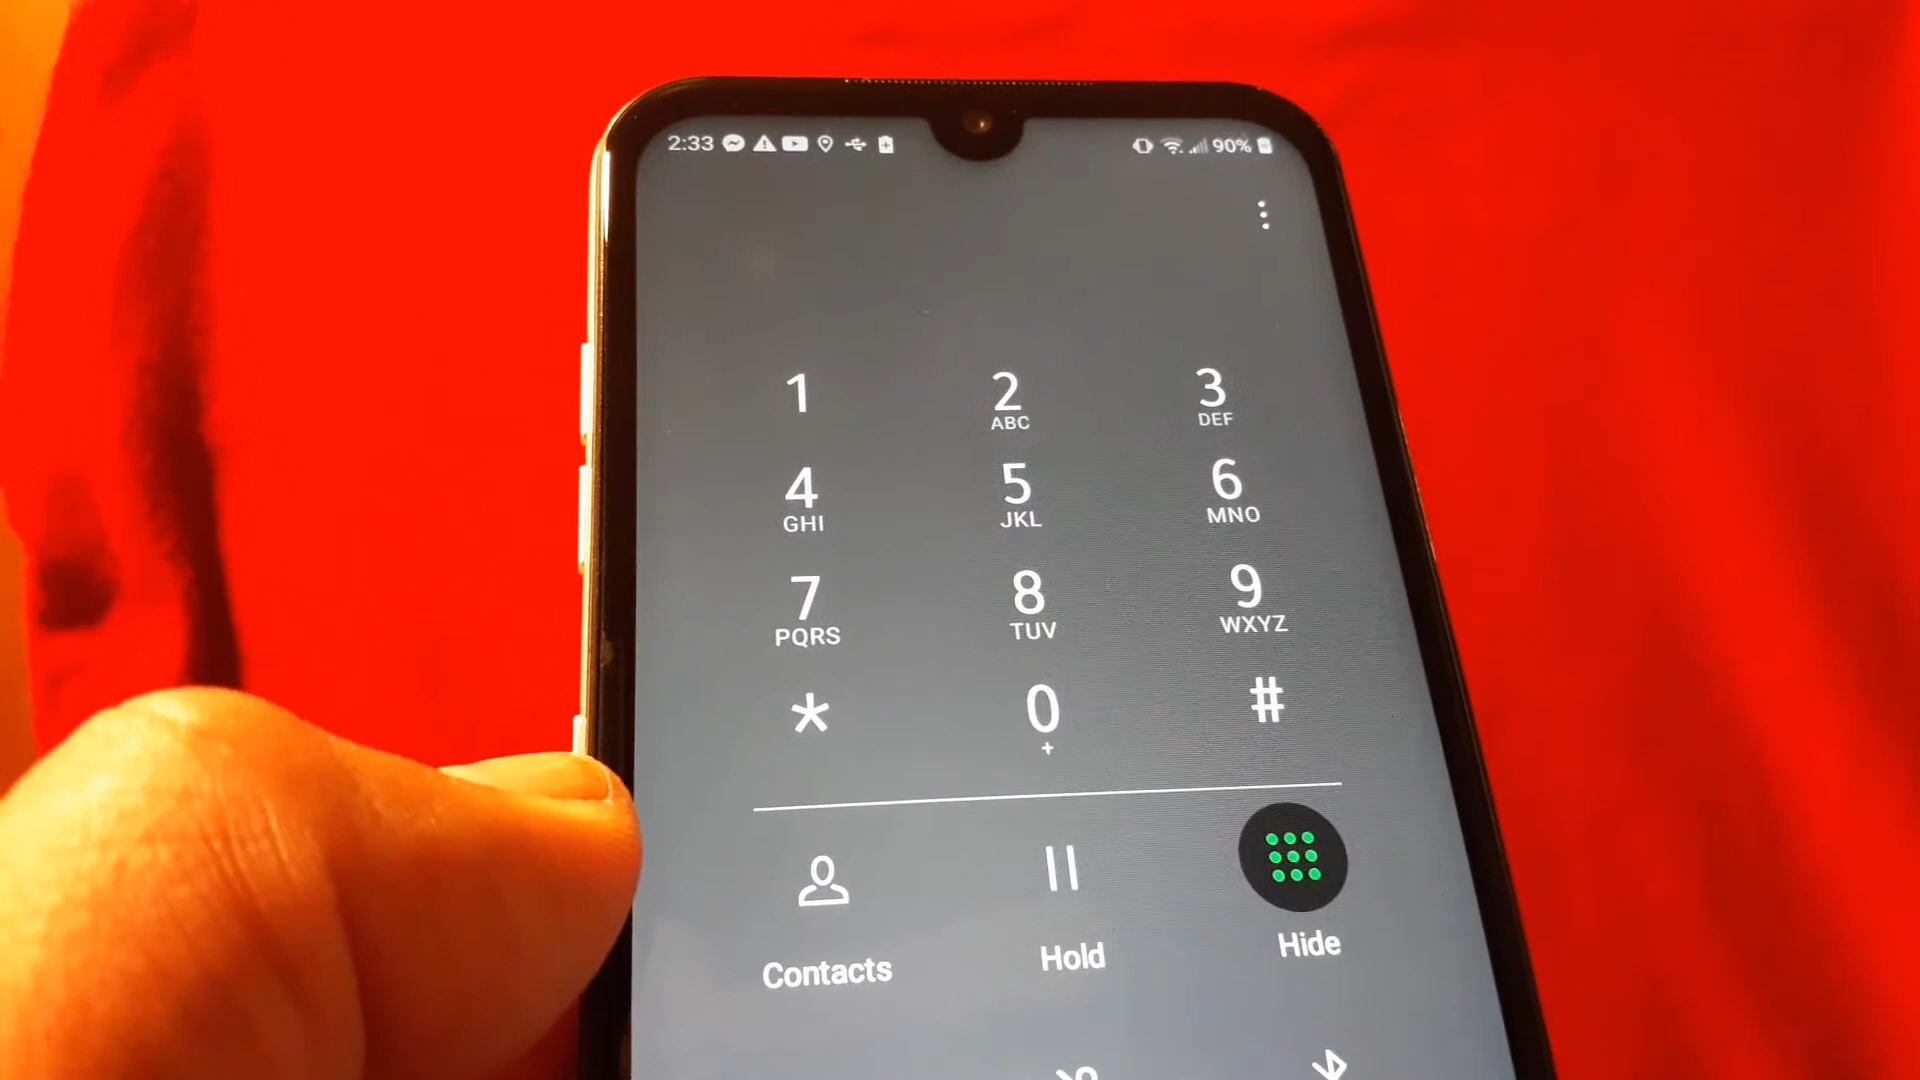 2:33 90%
1 2 3
ABC DEF
4 5 6
GHI JKL MNO
7 8 9
PQRS TUV WXYZ
* 0 #
+
Contacts Hold Hide